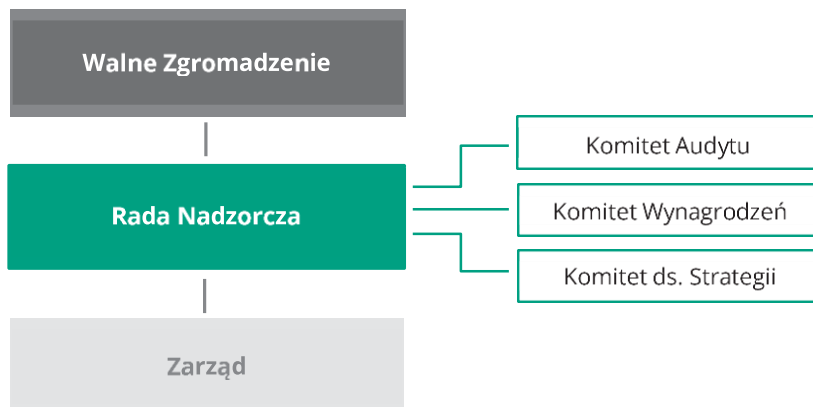 Walne Zgromadzenie
Komitet Audytu
Rada Nadzorcza
Komitet Wynagrodzeń
Komitet ds. Strategii
Zarząd